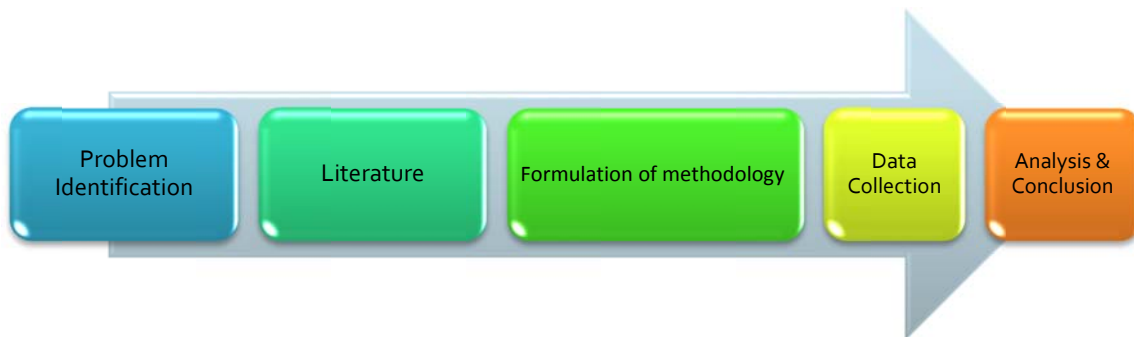 Problem
Identification
Literature
Formulation of methodology
Data
Collection
Analysis &
Conclusion